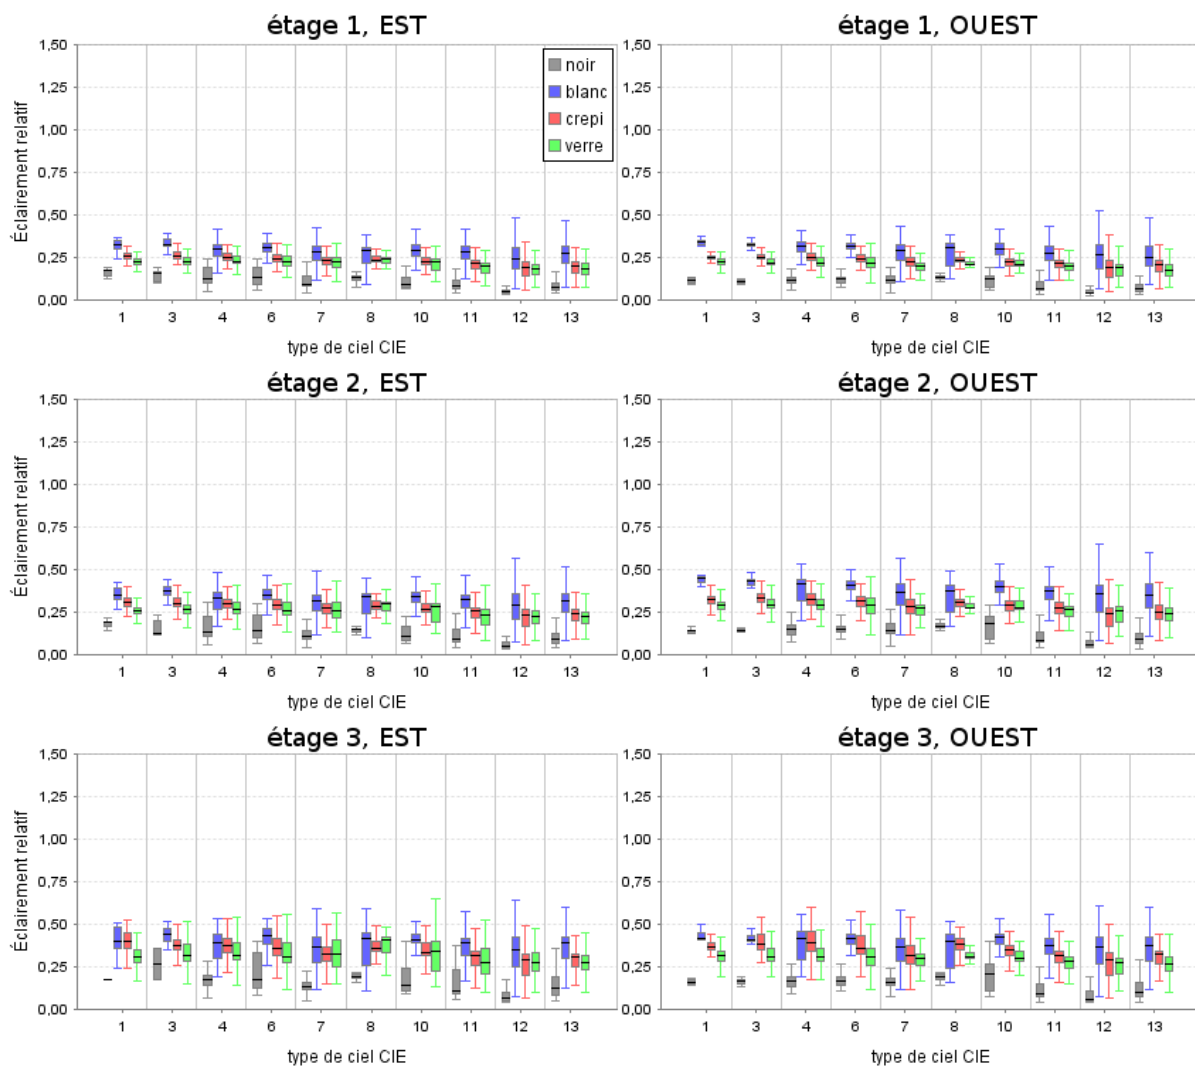 étage 1, EST
Éclairement relatif
1,50
1,25
1,00
0,75
0,50
0,25
0,00
noir
blanc
crepi
verre
1 3 4 6 7 8 10 11 12 13
type de ciel CIE
étage 1, OUEST
1,50
1,25
1,00
0,75
0,50
0,25
0,00
1 3 4 6 7 8 10 11 12 13
type de ciel CIE
étage 2, EST
Éclairement relatif
1,50
1,25
1,00
0,75
0,50
0,25
0,00
1 3 4 6 7 8 10 11 12 13
type de ciel CIE
étage 2, OUEST
1,50
1,25
1,00
0,75
0,50
0,25
0,00
1 3 4 6 7 8 10 11 12 13
type de ciel CIE
étage 3, EST
Éclairement relatif
1,50
1,25
1,00
0,75
0,50
0,25
0,00
1 3 4 6 7 8 10 11 12 13
type de ciel CIE
étage 3, OUEST
1,50
1,25
1,00
0,75
0,50
0,25
0,00
1 3 4 6 7 8 10 11 12 13
type de ciel CIE